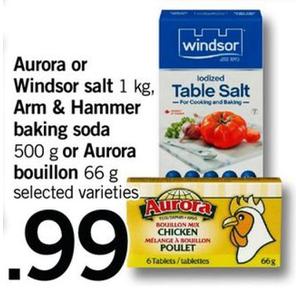 Aurora or
Windsor salt 1 kg,
Arm & Hammer
baking soda
500 g or Aurora
bouillon 66 g
selected varieties
.99
windsor
Iodized
Table Salt
For Cooking and Baking
Aurora
BOUILLON MIX
CHICKEN
MÉLANGE À BOUILLON
POULET
6 Tablets / tablettes
66 g